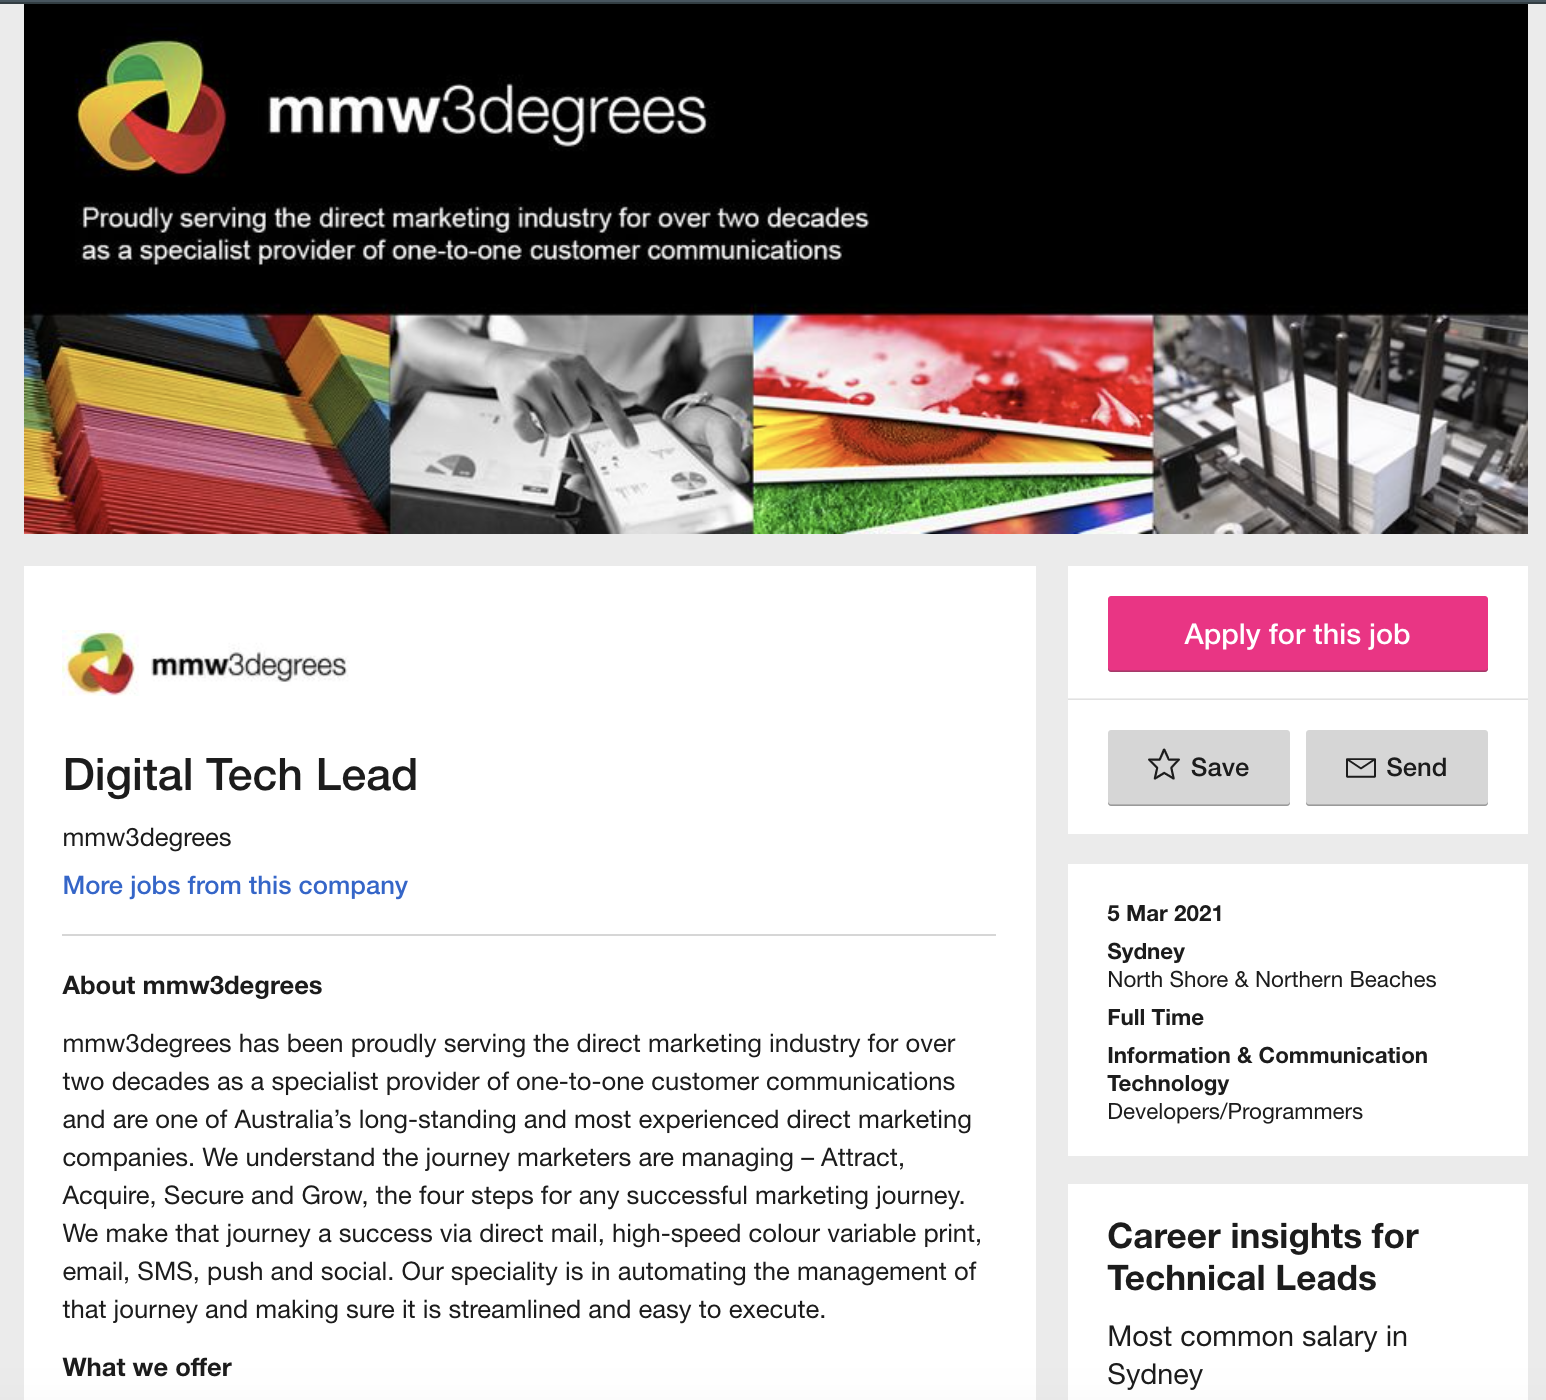 mmw3degrees
Proudly serving the direct marketing industry for over two decades
as a specialist provider of one-to-one customer communications
mmw3degrees
Digital Tech Lead
mmw3degrees
More jobs from this company
About mmw3degrees
mmw3degrees has been proudly serving the direct marketing industry for over
two decades as a specialist provider of one-to-one customer communications
and are one of Australia’s long-standing and most experienced direct marketing
companies. We understand the journey marketers are managing – Attract,
Acquire, Secure and Grow, the four steps for any successful marketing journey.
We make that journey a success via direct mail, high-speed colour variable print,
email, SMS, push and social. Our speciality is in automating the management of
that journey and making sure it is streamlined and easy to execute.
What we offer
Apply for this job
Save
Send
5 Mar 2021
Sydney
North Shore & Northern Beaches
Full Time
Information & Communication
Technology
Developers/Programmers
Career insights for
Technical Leads
Most common salary in
Sydney